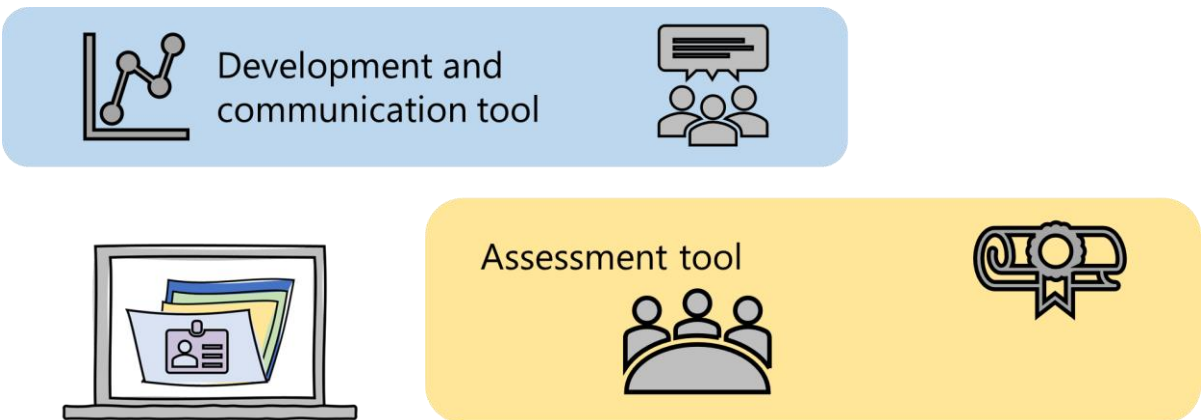 Development and
communication tool
Assessment tool